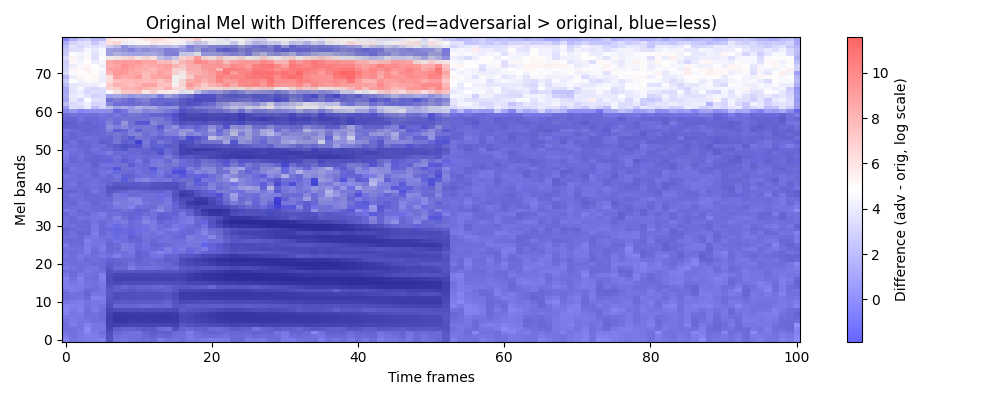 Original Mel with Differences (red=adversarial > original, blue=less)
Mel bands
70
60
50
40
30
20
10
0
0 20 40 60 80 100
Time frames
10
8
6
4
2
0
Difference (adv - orig, log scale)